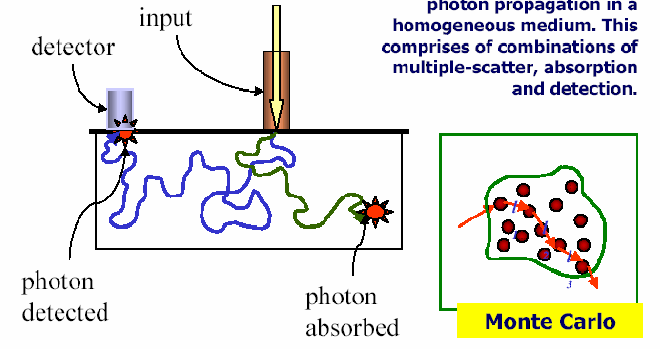 photon propagation in a
homogeneous medium. This
comprises of combinations of
multiple-scatter, absorption
and detection.
input
detector
photon
detected
photon
absorbed
3
Monte Carlo